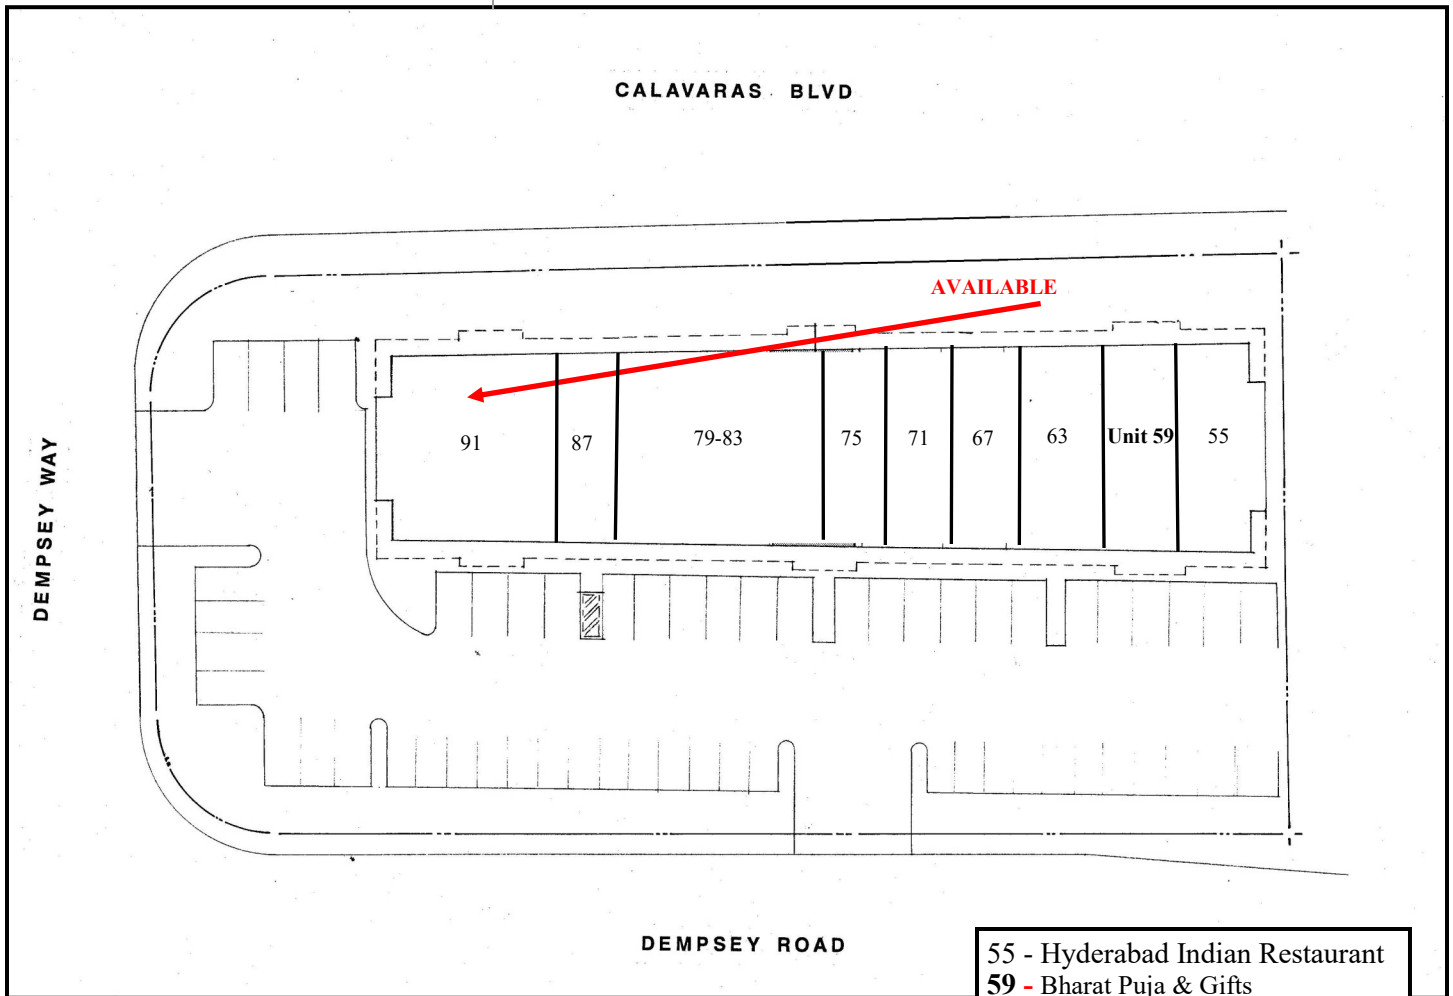 CALAVARAS BLVD
AVAILABLE
91 87 79-83 75 71 67 63 Unit 59 55
DEMPSEY WAY
DEMPSEY ROAD
55 - Hyderabad Indian Restaurant
59 - Bharat Puja & Gifts